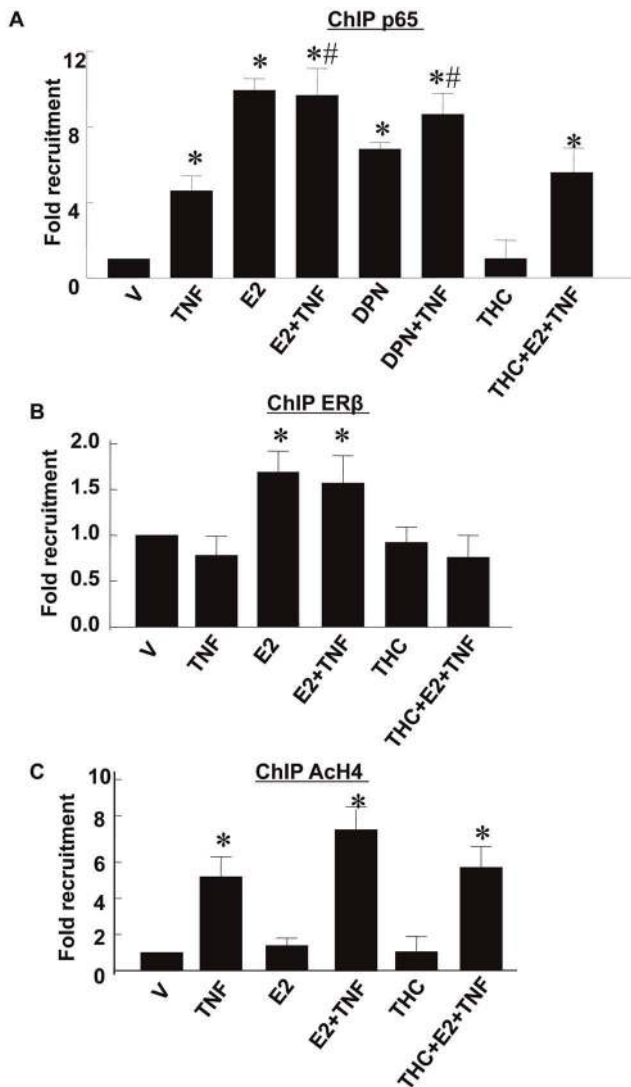 A
ChIP p65
Fold recruitment
12
8
4
0
* * *# * *# *
V TNF E2 E2+TNF DPN DPN+TNF THC THC+E2+TNF
B
ChIP ERβ
Fold recruitment
2.0
1.5
1.0
0.5
0.0
* *
V TNF E2 E2+TNF THC THC+E2+TNF
C
ChIP AcH4
Fold recruitment
10
8
6
4
2
0
* * *
V TNF E2 E2+TNF THC THC+E2+TNF